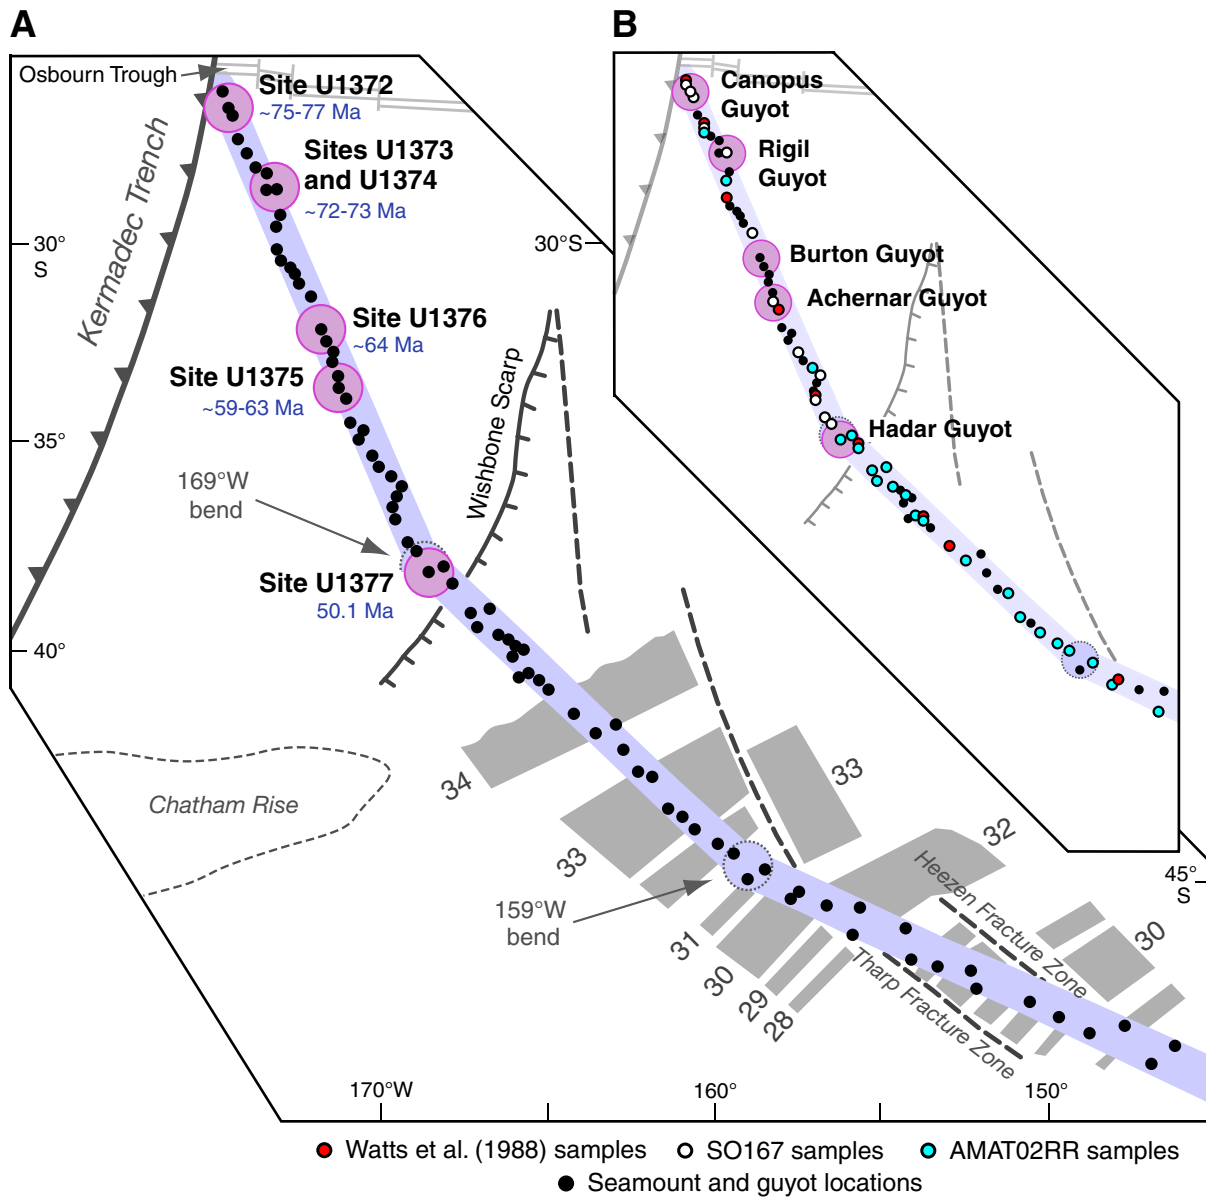 A
B
Osbourn Trough
Site U1372
~75-77 Ma
Sites U1373
and U1374
~72-73 Ma
Kermadec Trench
30°
S
Site U1376
~64 Ma
Site U1375
~59-63 Ma
35°
169°W
bend
Wishbone Scarp
Site U1377
50.1 Ma
40°
Chatham Rise
34
33
33
32
31
30
29
28
30
159°W
bend
Heezen Fracture Zone
Tharp Fracture Zone
45°
S
170°W
160°
150°
30°S
Canopus
Guyot
Rigil
Guyot
Burton Guyot
Achernar Guyot
Hadar Guyot
Watts et al. (1988) samples
SO167 samples
AMAT02RR samples
Seamount and guyot locations